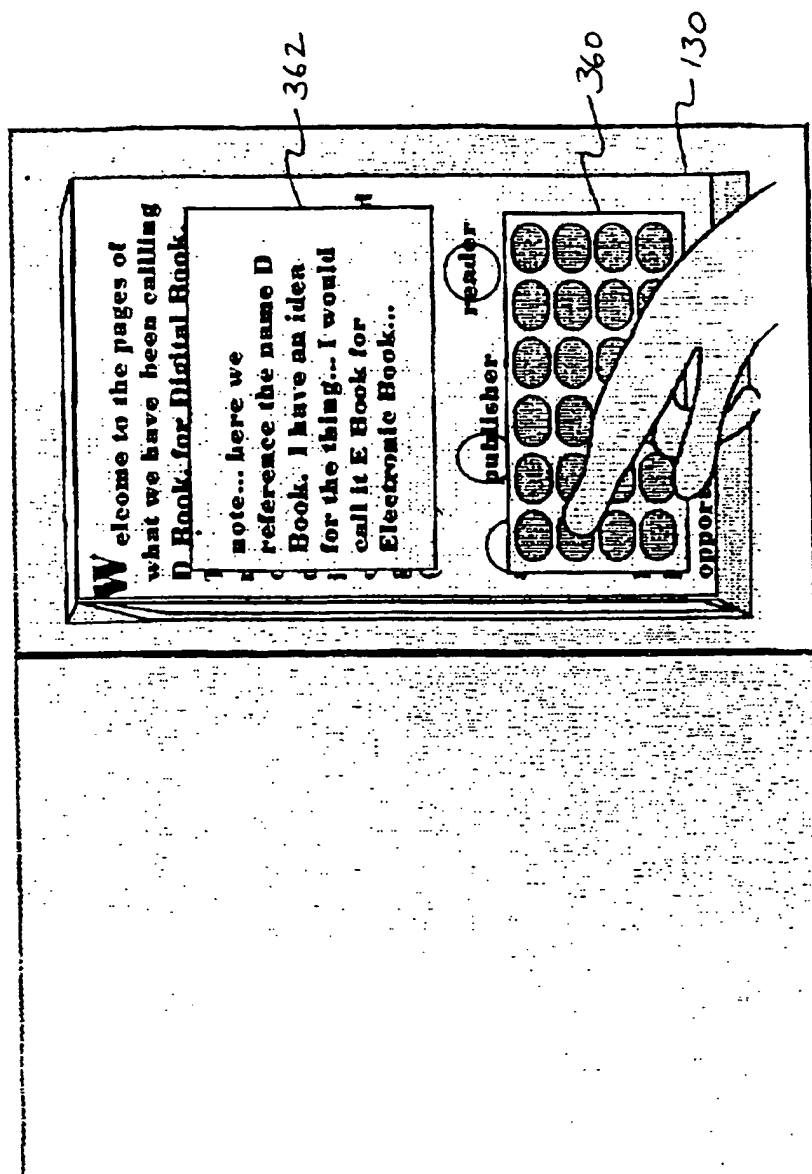 Welcome to the pages of
what we have been callling
D Book, for Digital Book.
note... here we
reference the name D
Book. I have an idea
for the thing... I would
call it E Book for
Electronic Book...
publisher
reader
362
360
130